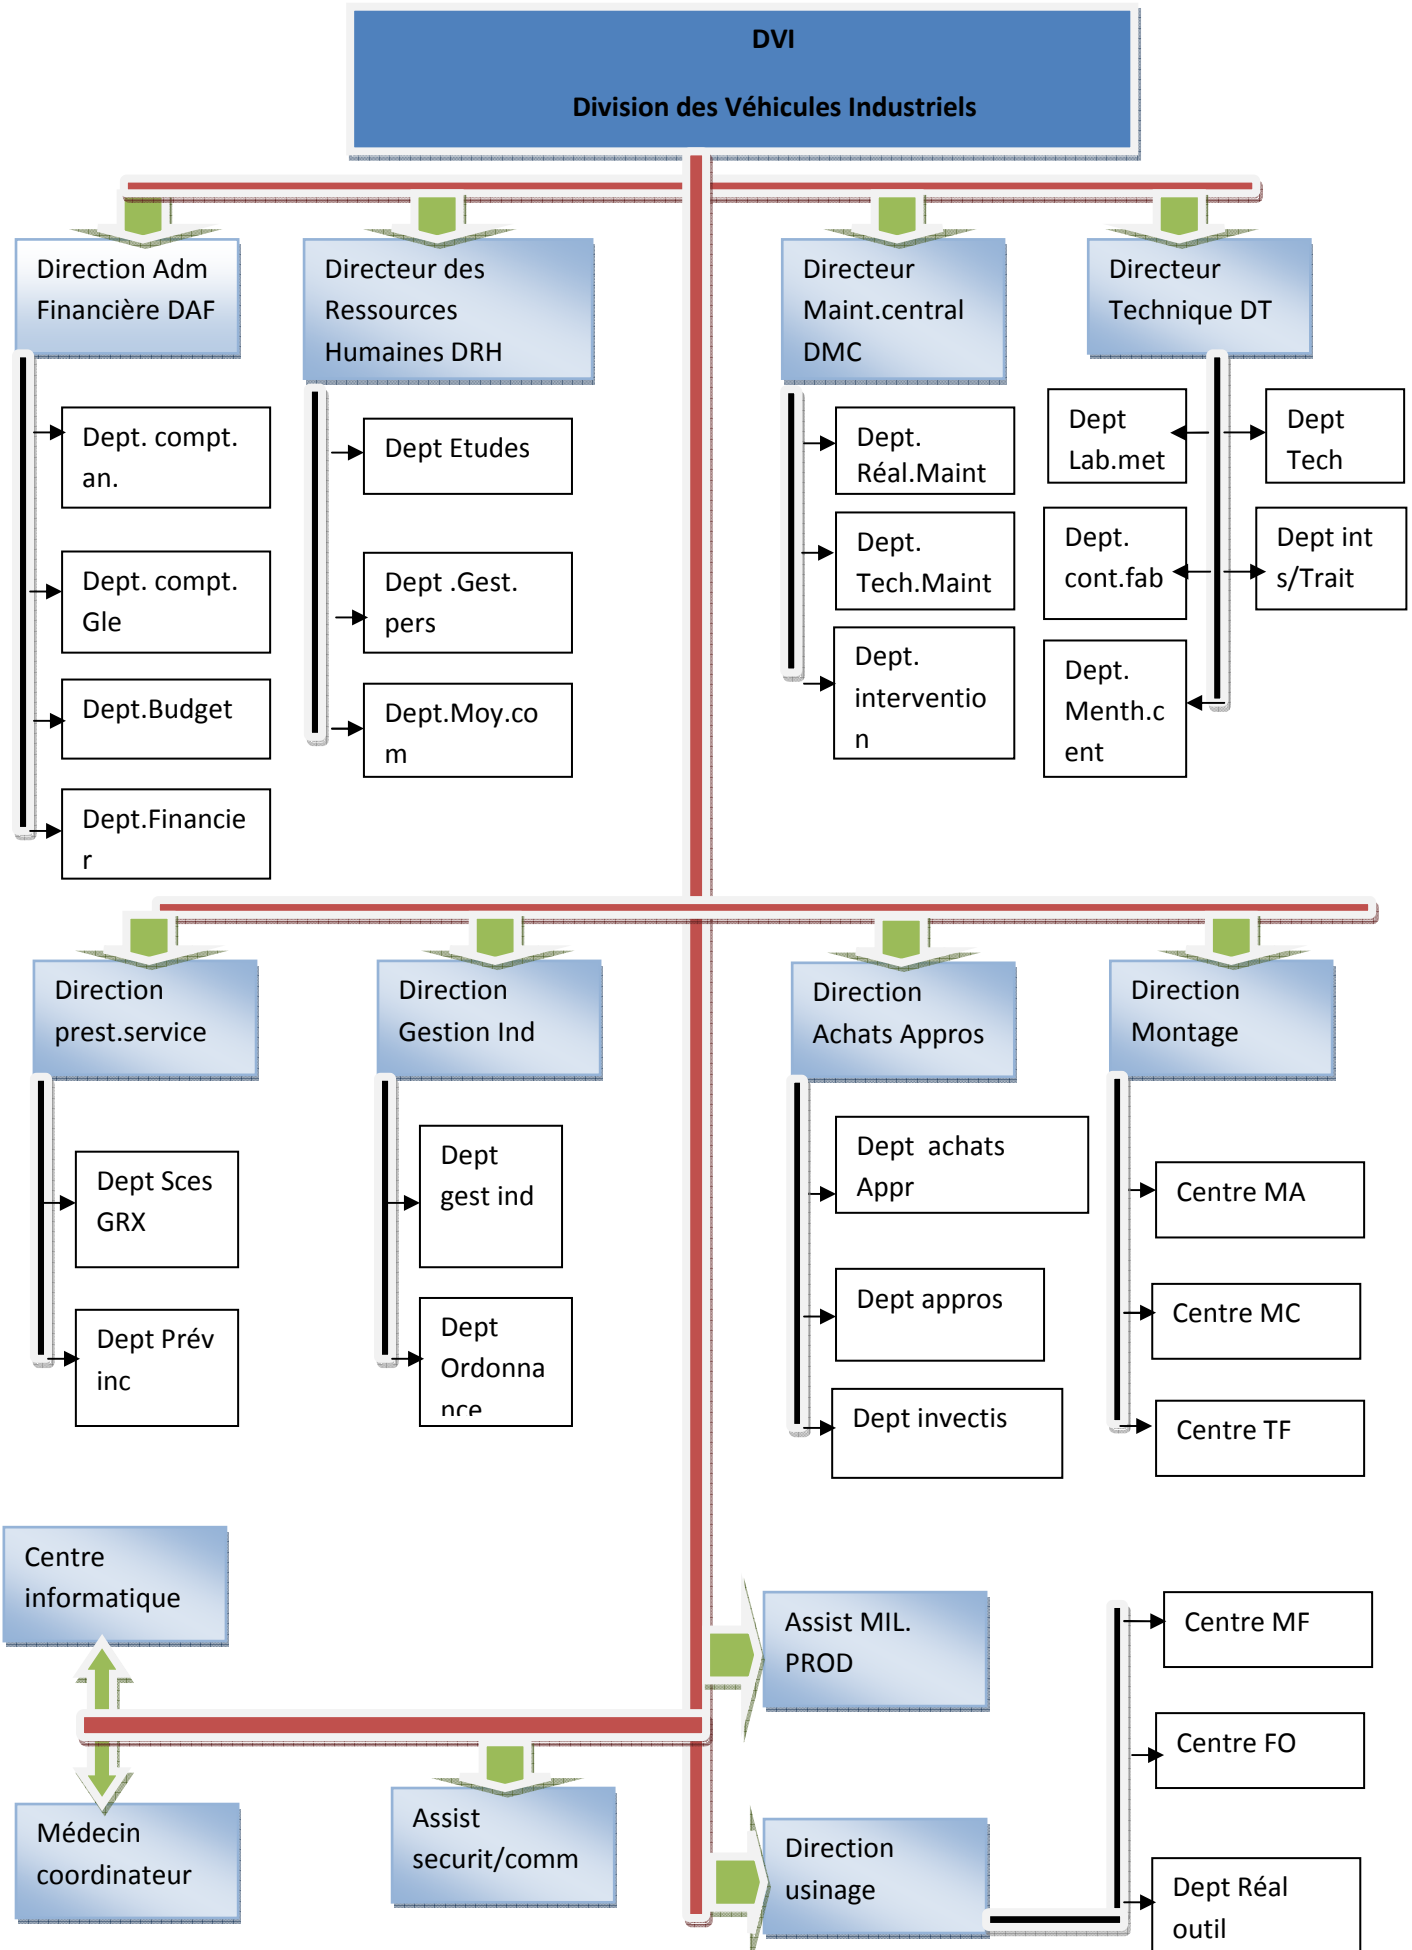 DVI
Division des Véhicules Industriels
Direction Adm
Financière DAF
Directeur des
Ressources
Humaines DRH
Directeur
Maint.central
DMC
Directeur
Technique DT
Dept. compt.
an.
Dept. compt.
Gle
Dept.Budget
Dept.Financie
r
Dept Etudes
Dept .Gest.
pers
Dept.Moy.co
m
Dept.
Réal.Maint
Dept.
Tech.Maint
Dept.
interventio
n
Dept
Lab.met
Dept
Tech
Dept.
cont.fab
Dept int
s/Trait
Dept.
Menth.c
ent
Direction
prest.service
Direction
Gestion Ind
Direction
Achats Appros
Direction
Montage
Dept Sces
GRX
Dept Prév
inc
Dept
gest ind
Dept
Ordonna
nce
Dept  achats
Appr
Dept appros
Dept invectis
Centre MA
Centre MC
Centre TF
Centre
informatique
Médecin
coordinateur
Assist
securit/comm
Assist MIL.
PROD
Direction
usinage
Centre MF
Centre FO
Dept Réal
outil